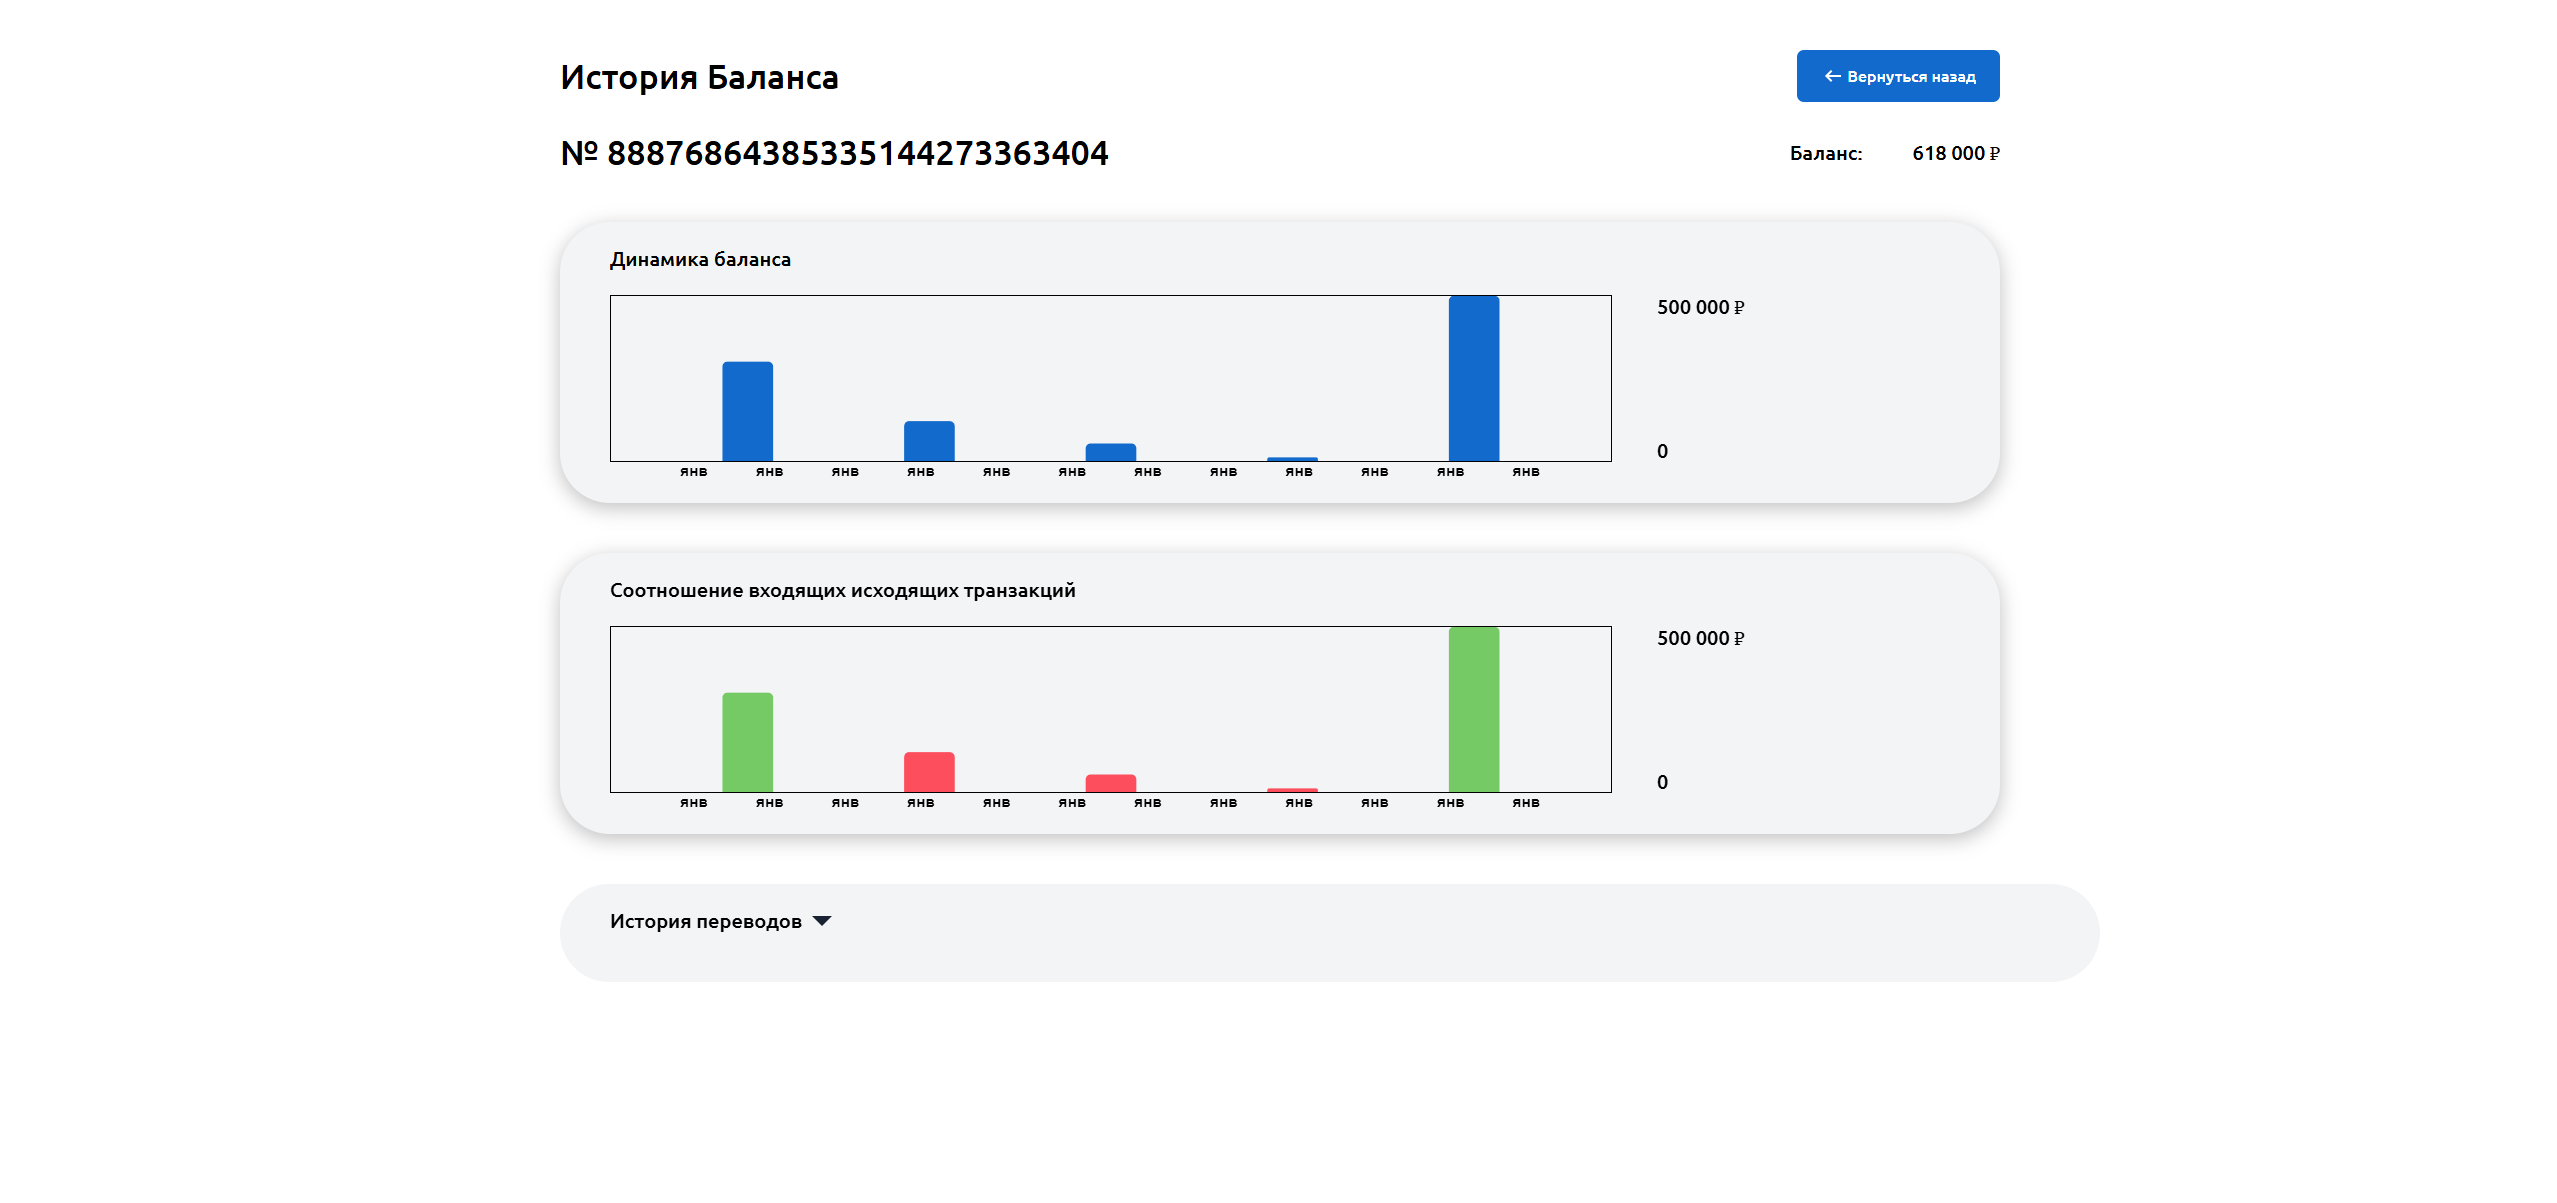 История Баланса
Вернуться назад
№ 88876864385335144273363404
Баланс: 618 000 ₽
Динамика баланса
500 000 ₽
0
янв янв янв янв янв янв янв янв янв янв янв янв
Соотношение входящих исходящих транзакций
500 000 ₽
0
янв янв янв янв янв янв янв янв янв янв янв янв
История переводов